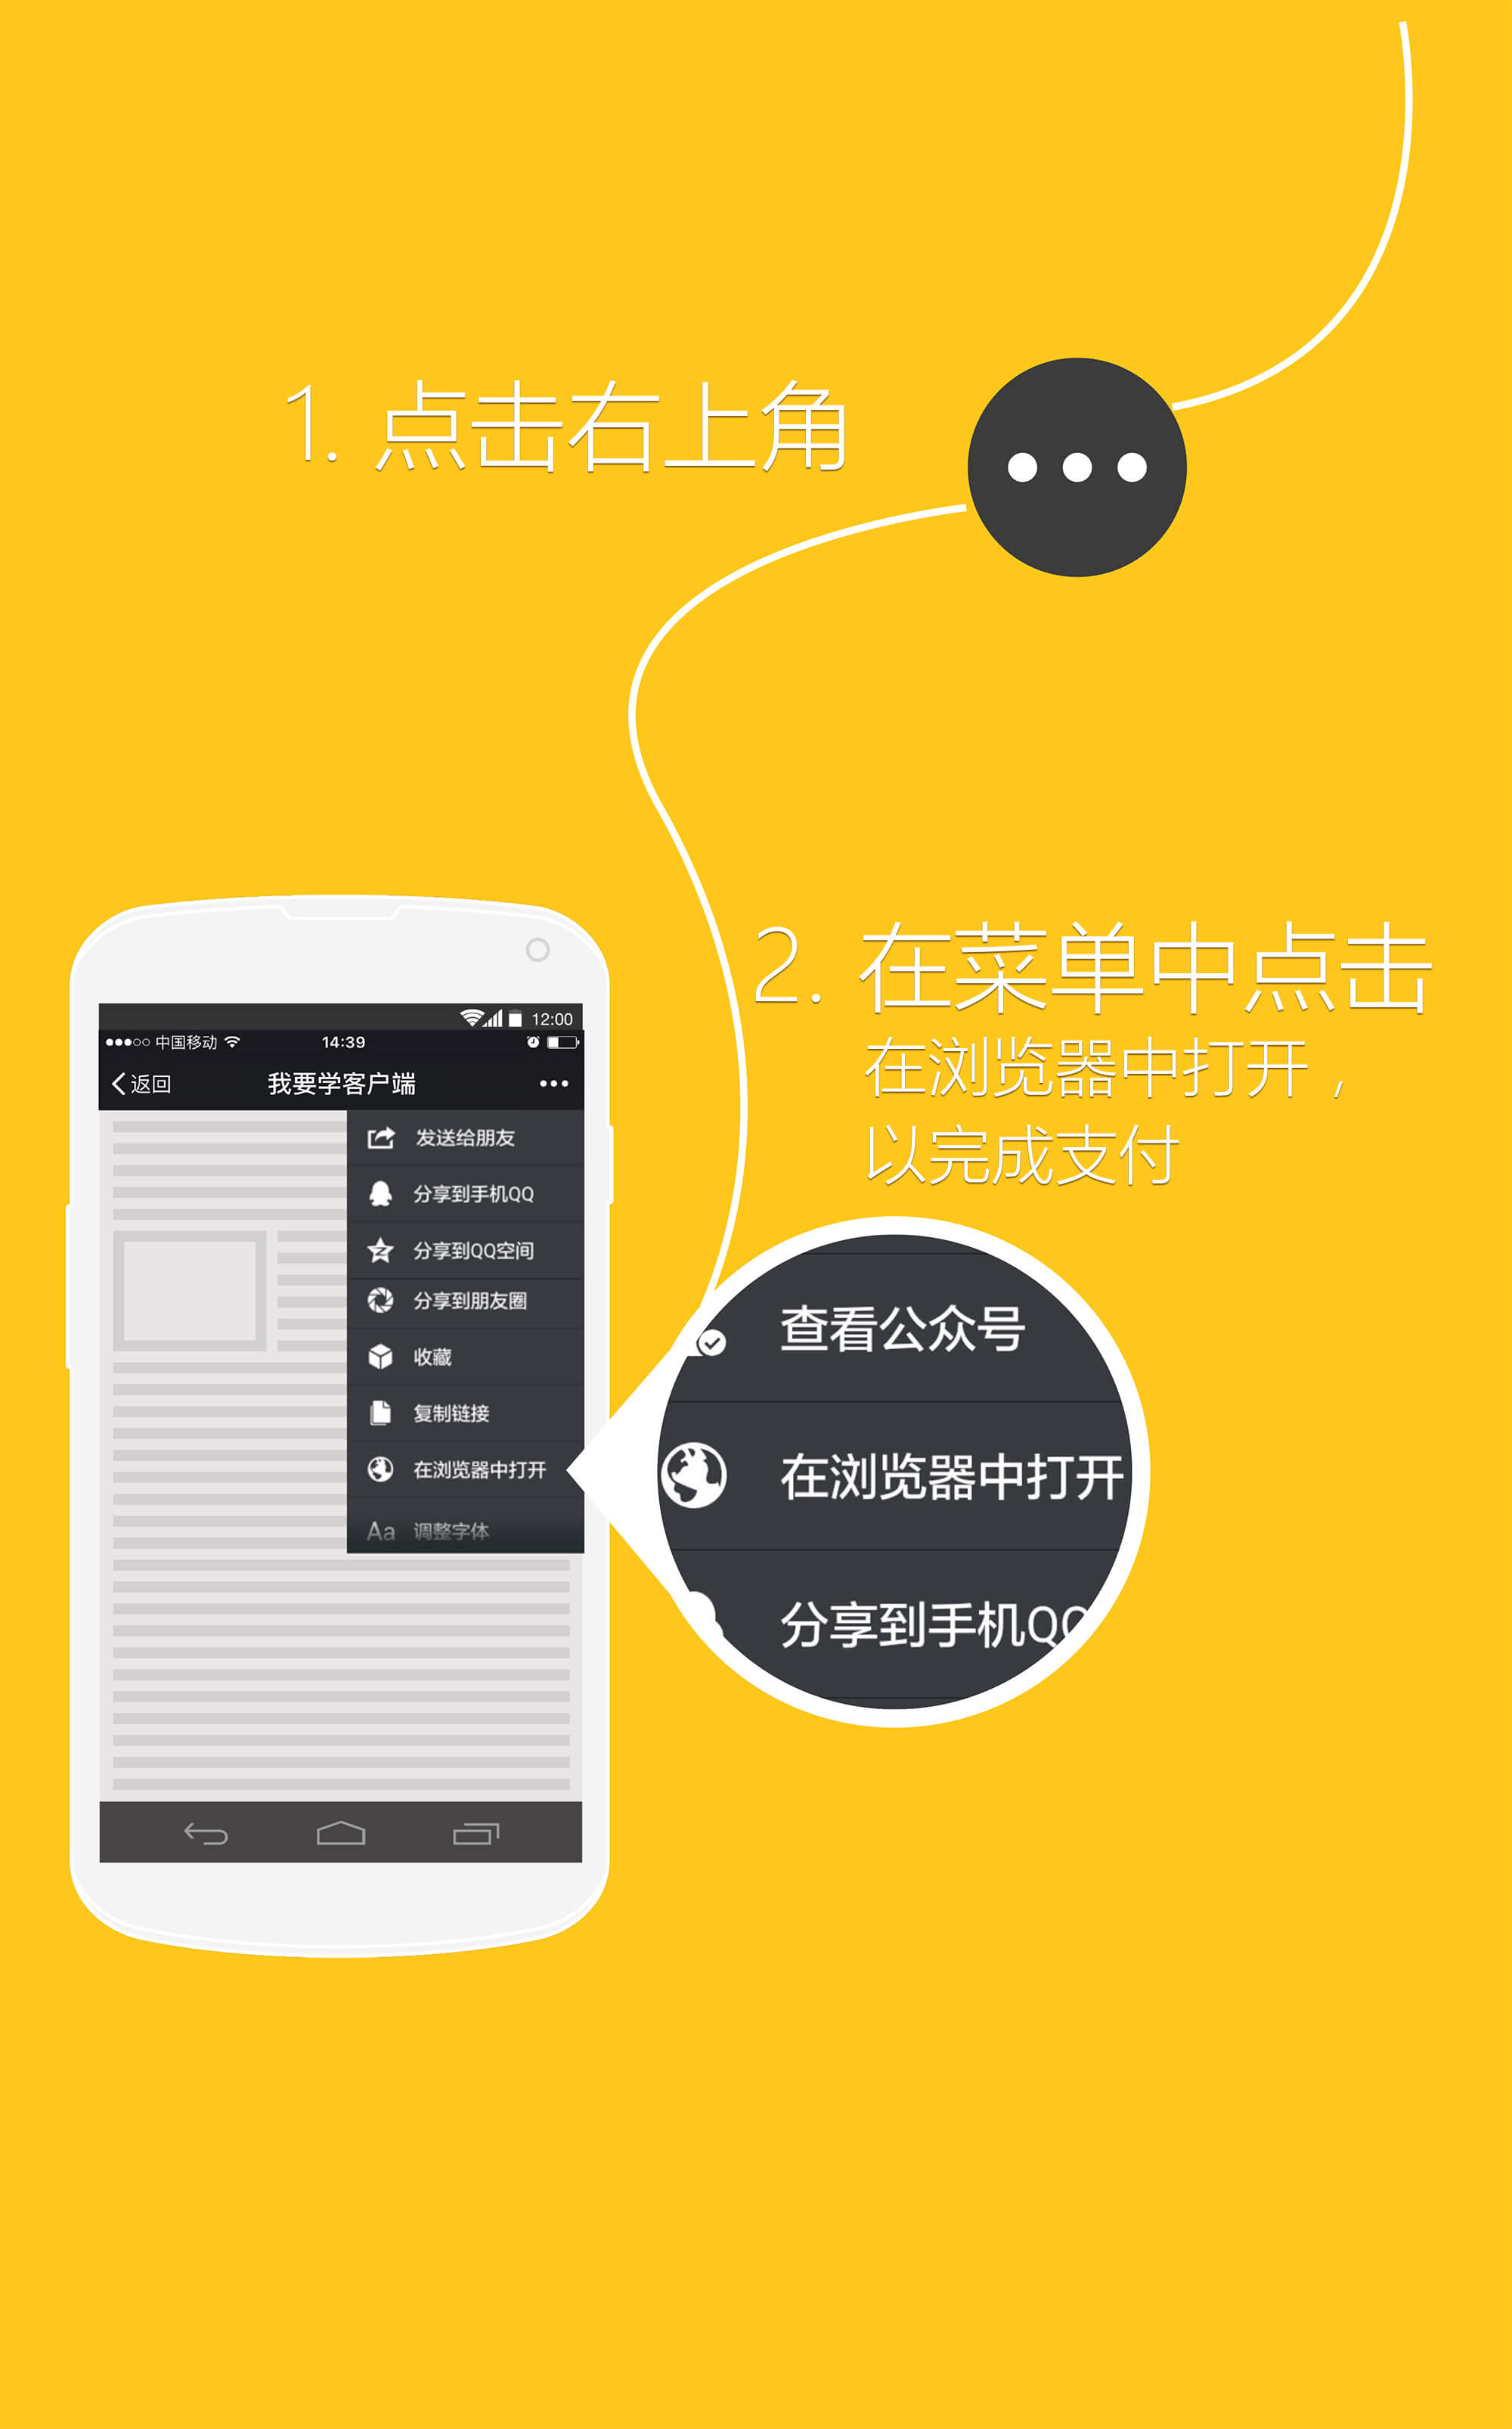 1. 点击右上角
2. 在菜单中点击
在浏览器中打开，
以完成支付
12:00
中国移动 14:39
返回 我要学客户端
发送给朋友
分享到手机QQ
分享到QQ空间
分享到朋友圈
收藏
复制链接
在浏览器中打开
Aa 调整字体
查看公众号
在浏览器中打开
分享到手机QQ